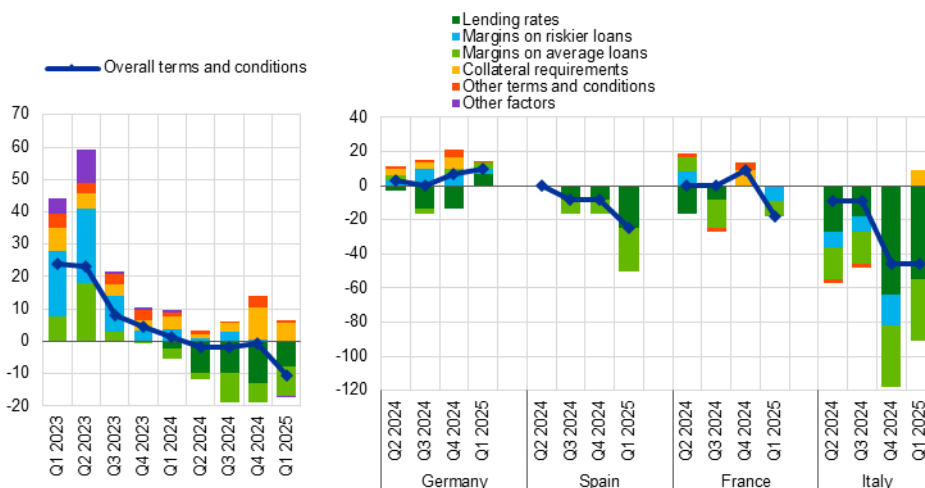 Lending rates
Margins on riskier loans
Margins on average loans
Collateral requirements
Other terms and conditions
Other factors
Overall terms and conditions
70
60
50
40
30
20
10
0
-10
-20
Q1 2023
Q2 2023
Q3 2023
Q4 2023
Q1 2024
Q2 2024
Q3 2024
Q4 2024
Q1 2025
40
20
0
-20
-40
-60
-80
-100
-120
Q2 2024
Q3 2024
Q4 2024
Q1 2025
Q2 2024
Q3 2024
Q4 2024
Q1 2025
Q2 2024
Q3 2024
Q4 2024
Q1 2025
Q2 2024
Q3 2024
Q4 2024
Q1 2025
Germany
Spain
France
Italy